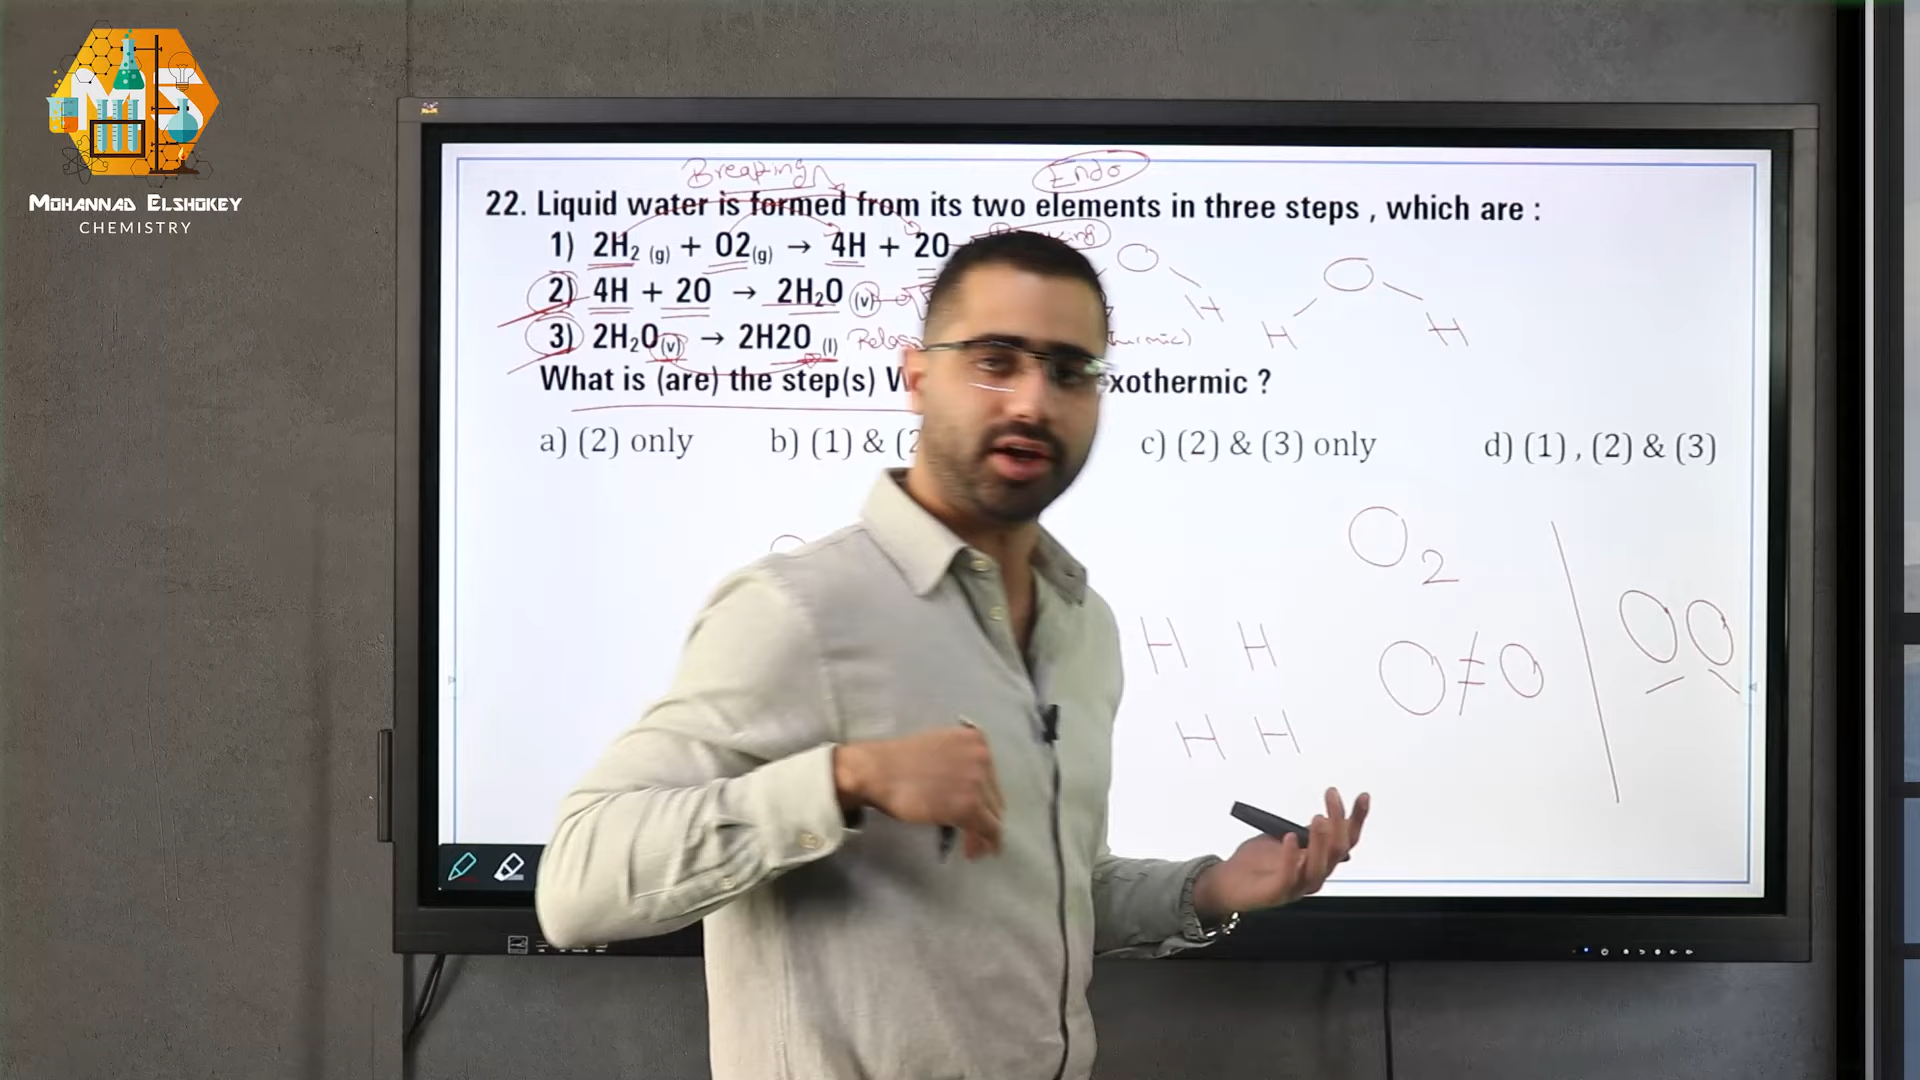 MS
MOHANNAD ELSHOKEY
CHEMISTRY
Breaking
Endo
22. Liquid water is formed from its two elements in three steps , which are :
1) 2H2 (g) + O2(g) → 4H + 2O
2) 4H + 2O → 2H2O (v)
3) 2H2O(v) → 2H2O (l)
What is (are) the step(s) xothermic ?
a) (2) only b) (1) & (2 c) (2) & (3) only d) (1) , (2) & (3)
O H
O H H
O2
H H
H H
O = O
O O